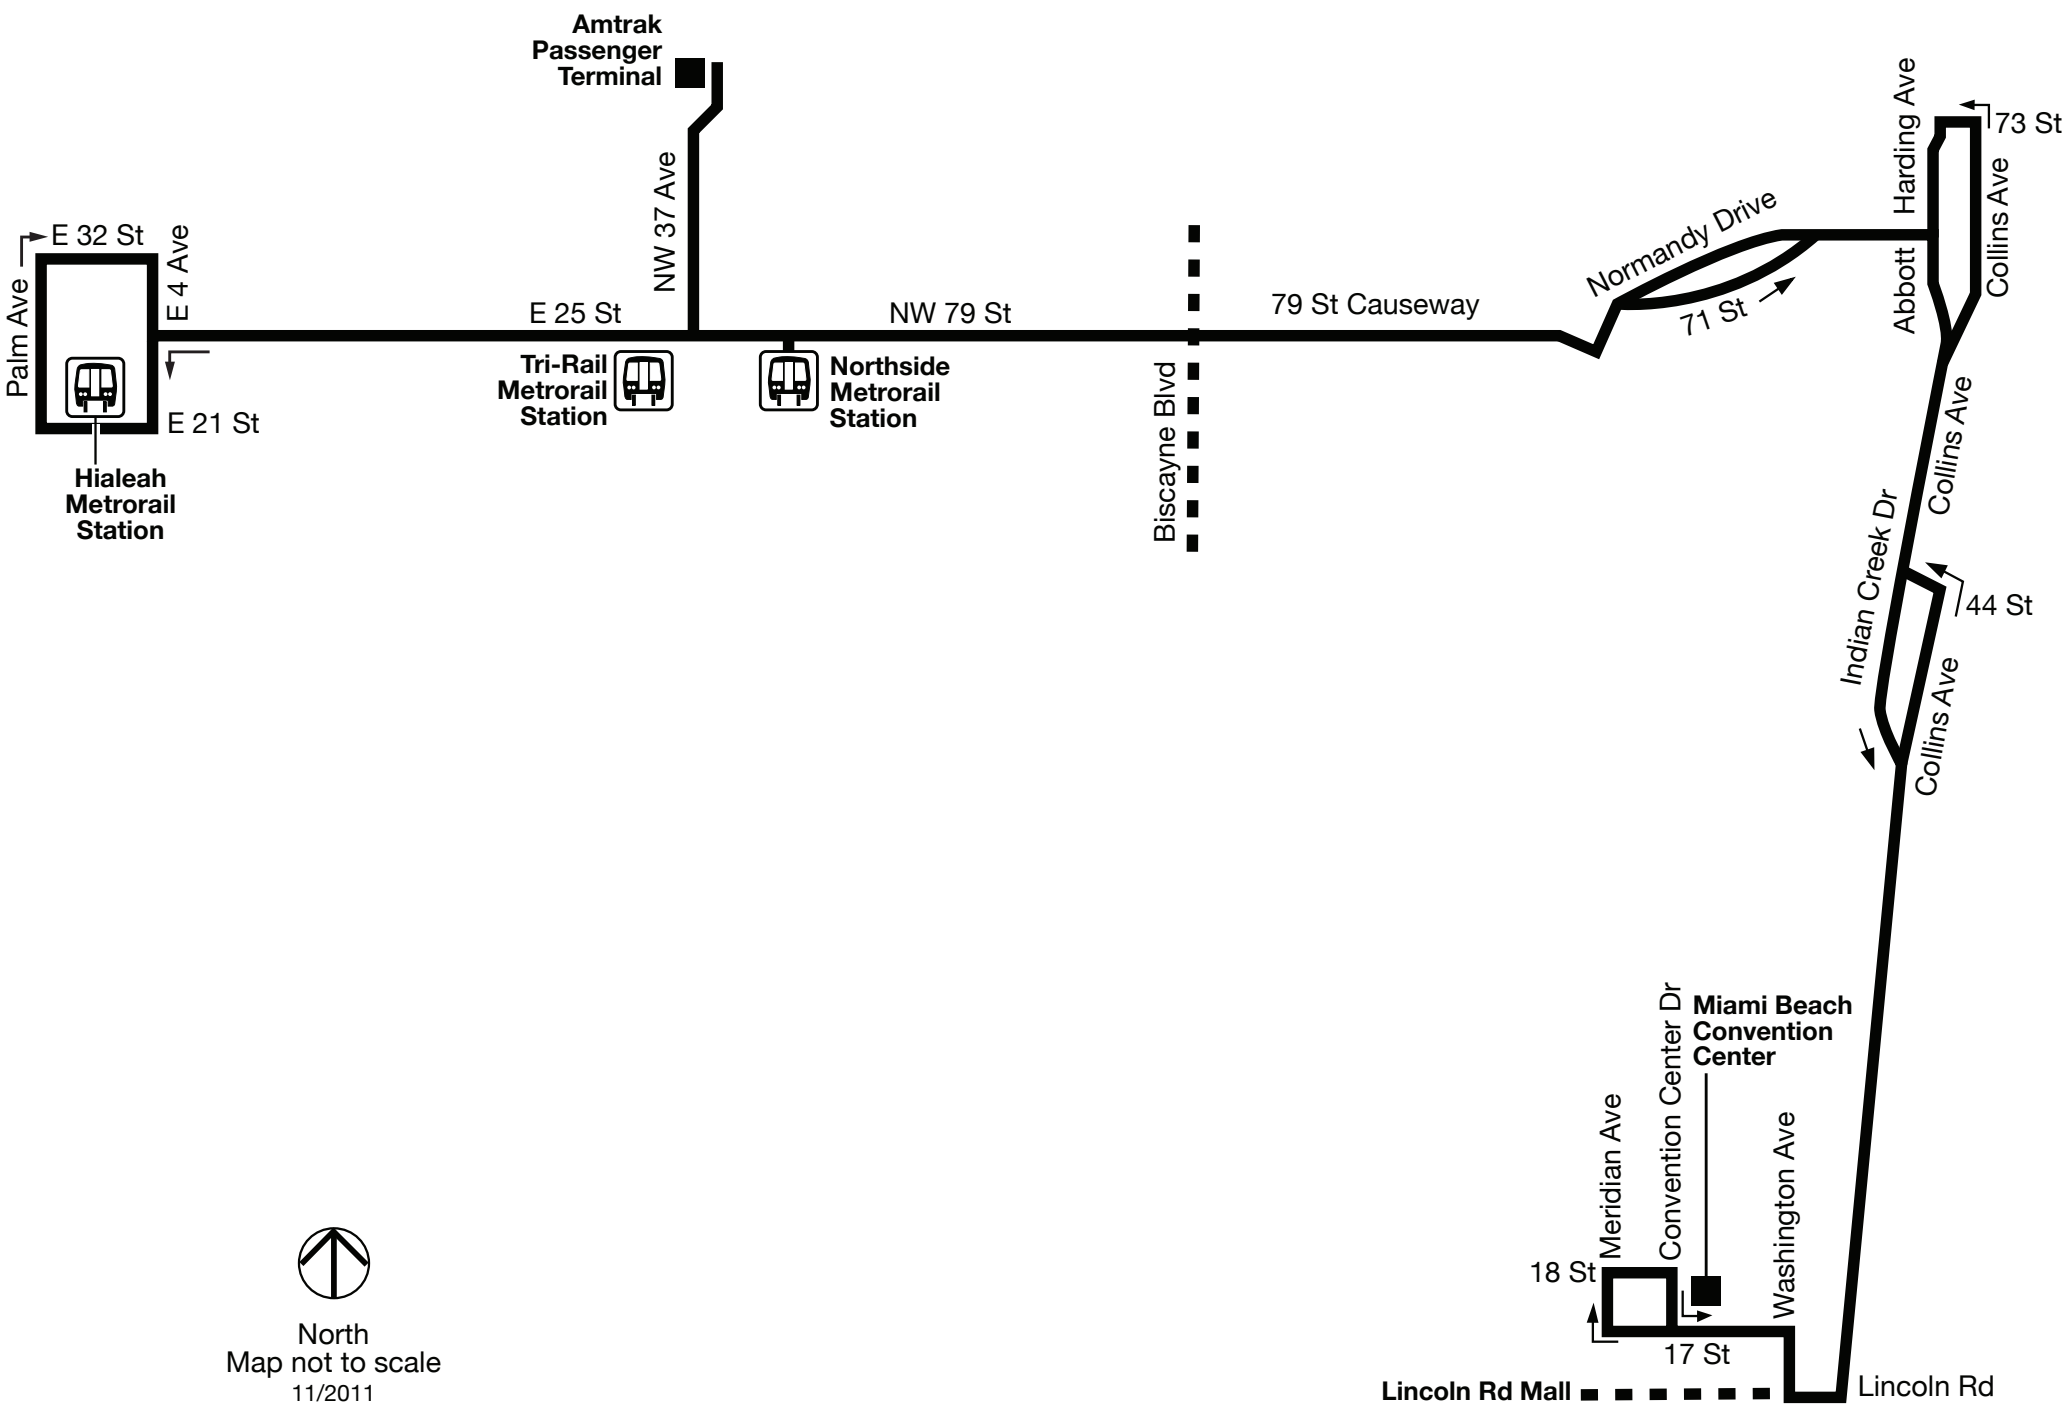 Amtrak
Passenger
Terminal
Harding Ave
73 St
NW 37 Ave
Collins Ave
Normandy Drive
E 32 St
E 4 Ave
Palm Ave
Abbott
E 25 St
NW 79 St
79 St Causeway
71 St
Tri-Rail
Metrorail
Station
Northside
Metrorail
Station
Biscayne Blvd
E 21 St
Hialeah
Metrorail
Station
Collins Ave
Indian Creek Dr
44 St
Collins Ave
Miami Beach
Convention
Center
Convention Center Dr
Meridian Ave
Washington Ave
18 St
17 St
North
Map not to scale
11/2011
Lincoln Rd Mall
Lincoln Rd